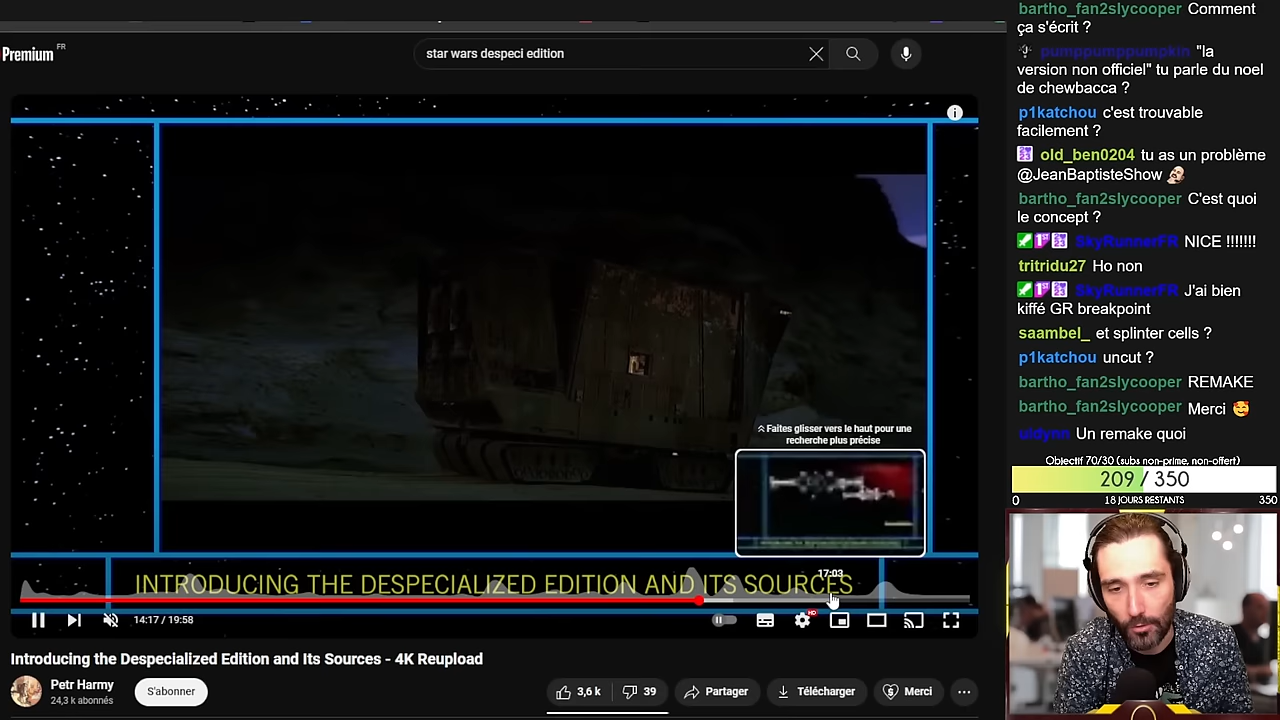 Premium FR
star wars despeci edition
Faites glisser vers le haut pour une
recherche plus précise
17:03
INTRODUCING THE DESPECIALIZED EDITION AND ITS SOURCES
14:17 / 19:58
HD
Introducing the Despecialized Edition and Its Sources - 4K Reupload
Petr Harmy
24,3 k abonnés
S'abonner
3,6 k
39
Partager
Télécharger
Merci
bartho_fan2slycooper Comment
ça s'écrit ?
pumppumppumpkin "la
version non officiel" tu parle du noel
de chewbacca ?
p1katchou c'est trouvable
facilement ?
old_ben0204 tu as un problème
@JeanBaptisteShow
bartho_fan2slycooper C'est quoi
le concept ?
SkyRunnerFR NICE !!!!!!!
tritridu27 Ho non
SkyRunnerFR J'ai bien
kiffé GR breakpoint
saambel_ et splinter cells ?
p1katchou uncut ?
bartho_fan2slycooper REMAKE
bartho_fan2slycooper Merci 🥰
Un remake quoi
Objectif 70/30 (subs non-prime, non-offert)
209 / 350
0 18 JOURS RESTANTS 350